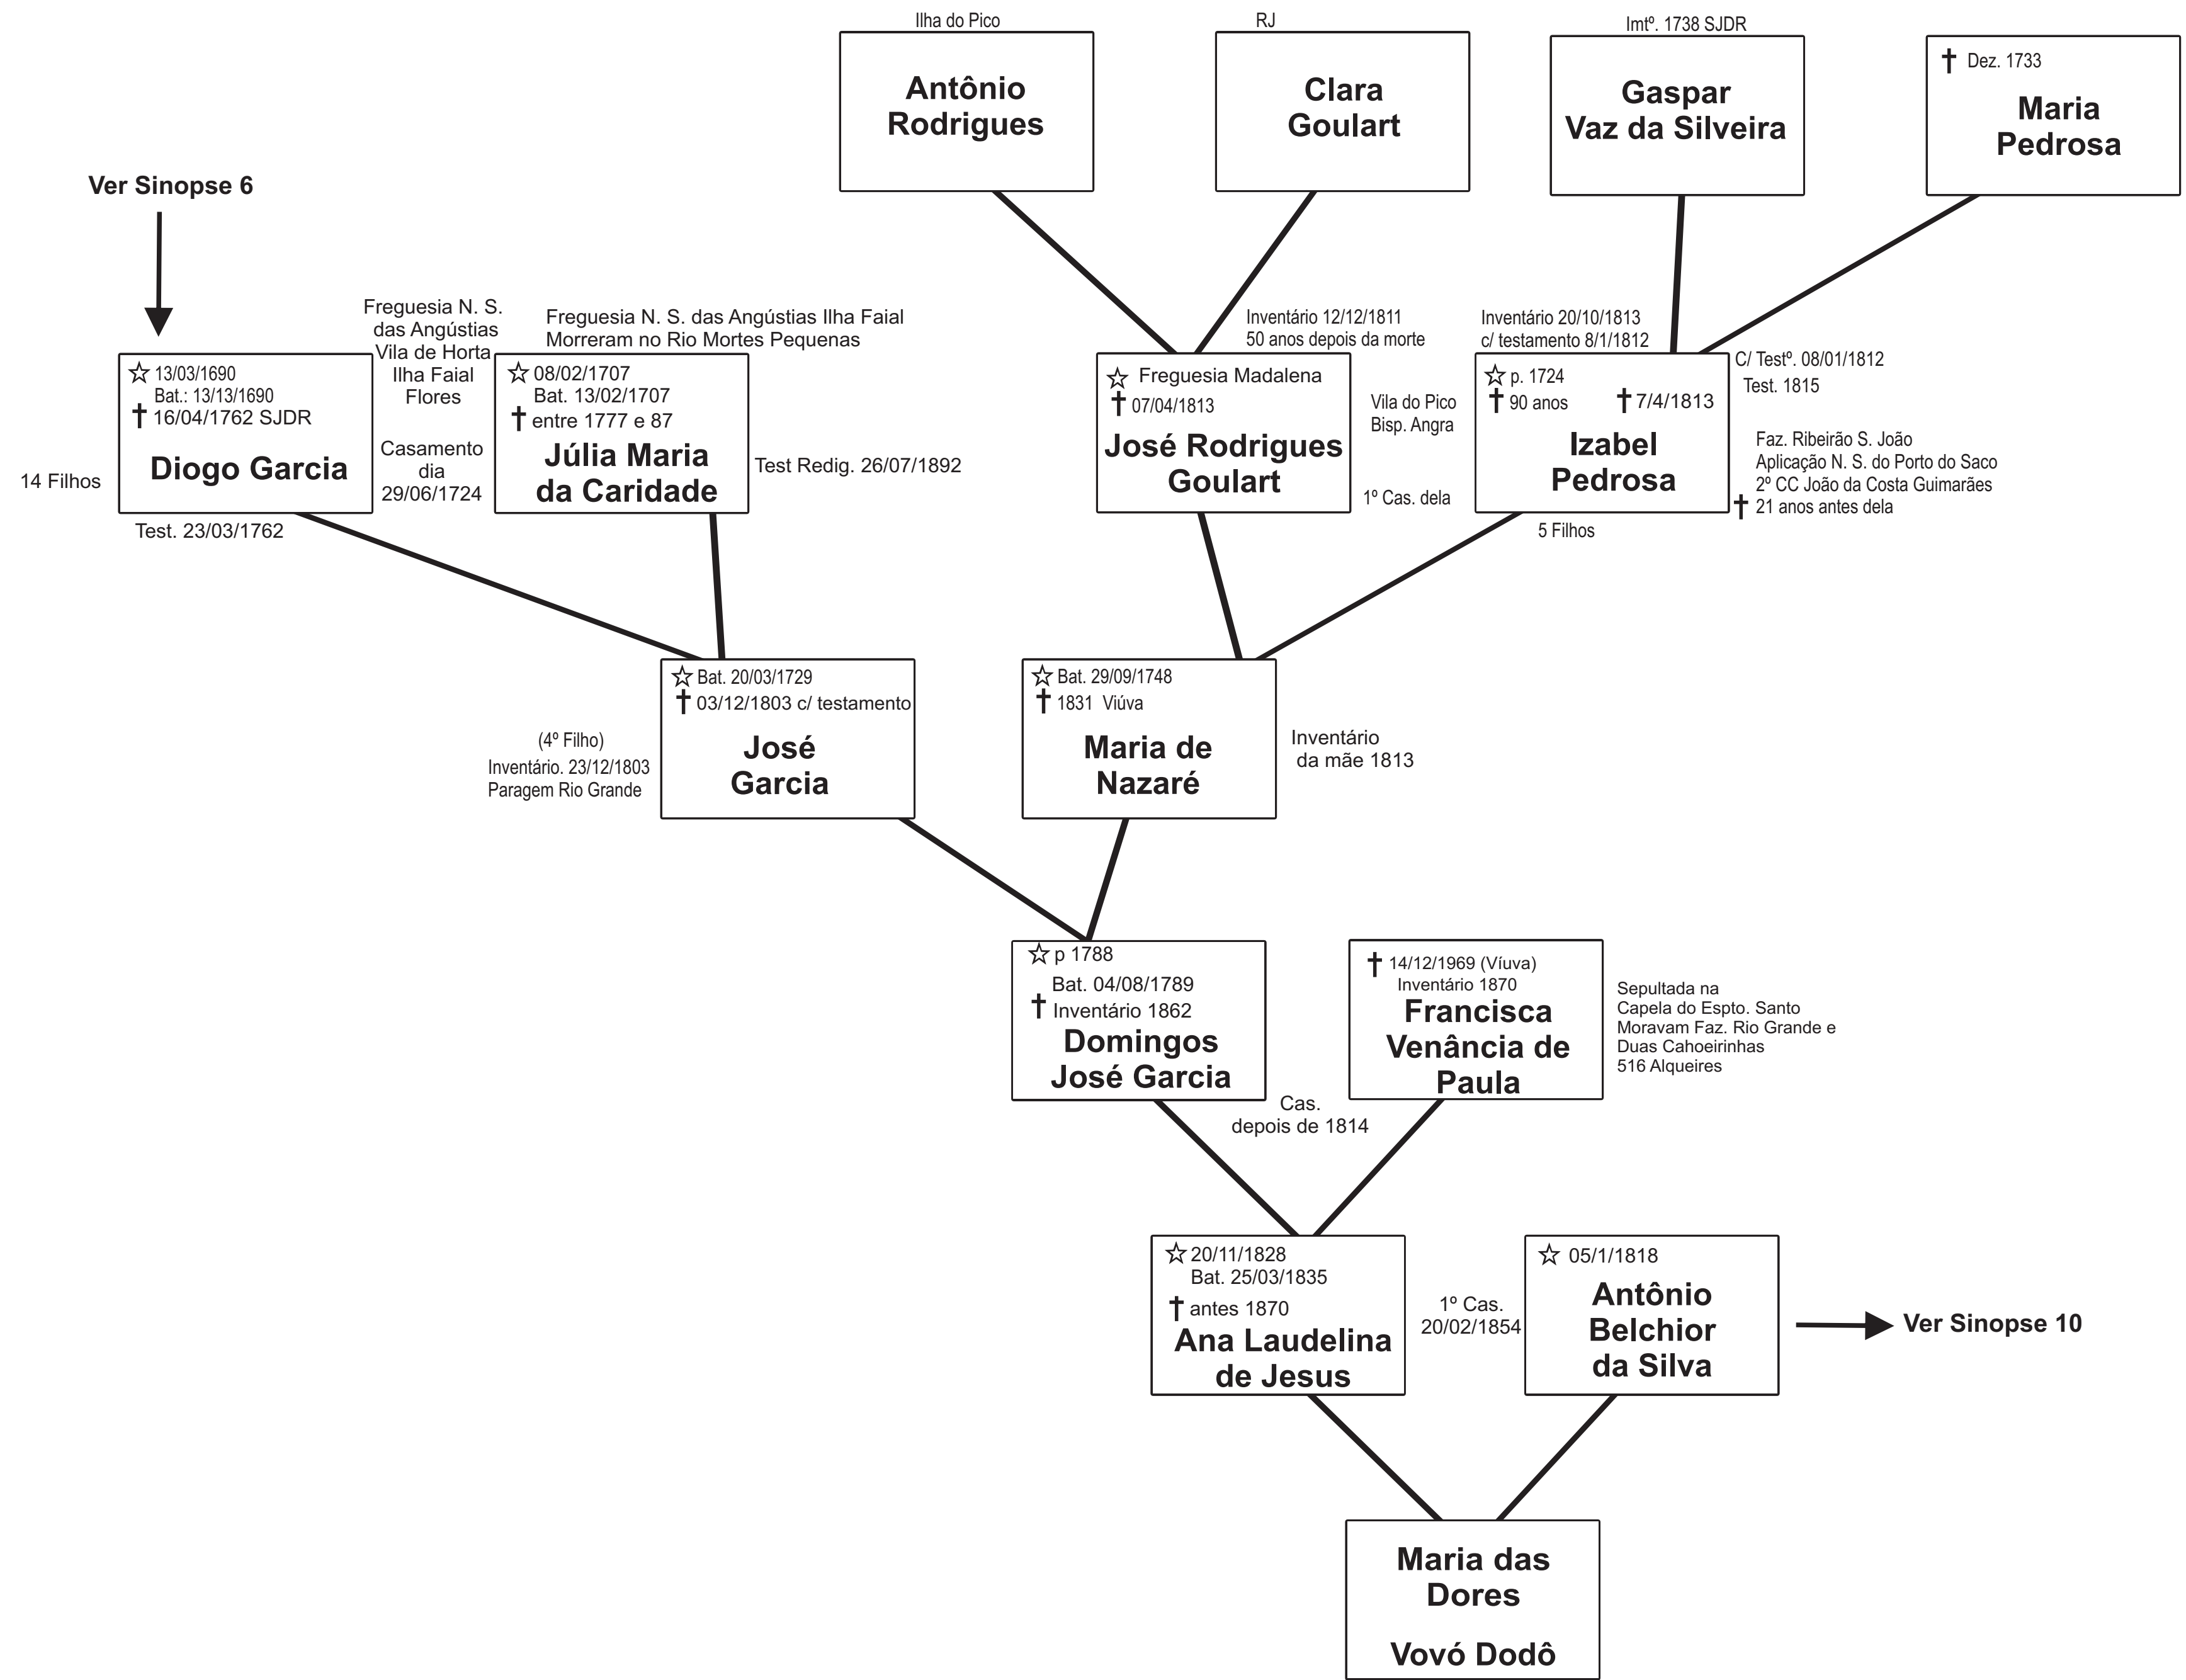 Ilha do Pico
Antônio
Rodrigues
RJ
Clara
Goulart
Imtº. 1738 SJDR
Gaspar
Vaz da Silveira
† Dez. 1733
Maria
Pedrosa
Ver Sinopse 6
14 Filhos
☆ 13/03/1690
Bat.: 13/13/1690
† 16/04/1762 SJDR
Diogo Garcia
Test. 23/03/1762
Freguesia N. S.
das Angústias
Vila de Horta
Ilha Faial
Flores
Casamento
dia
29/06/1724
Freguesia N. S. das Angústias Ilha Faial
Morreram no Rio Mortes Pequenas
☆ 08/02/1707
Bat. 13/02/1707
† entre 1777 e 87
Júlia Maria
da Caridade
Test Redig. 26/07/1892
Inventário 12/12/1811
50 anos depois da morte
☆ Freguesia Madalena
† 07/04/1813
José Rodrigues
Goulart
Vila do Pico
Bisp. Angra
1º Cas. dela
Inventário 20/10/1813
c/ testamento 8/1/1812
☆ p. 1724
† 90 anos † 7/4/1813
Izabel
Pedrosa
5 Filhos
C/ Testº. 08/01/1812
Test. 1815
Faz. Ribeirão S. João
Aplicação N. S. do Porto do Saco
2º CC João da Costa Guimarães
† 21 anos antes dela
(4º Filho)
Inventário. 23/12/1803
Paragem Rio Grande
☆ Bat. 20/03/1729
† 03/12/1803 c/ testamento
José
Garcia
☆ Bat. 29/09/1748
† 1831 Viúva
Maria de
Nazaré
Inventário
da mãe 1813
☆ p 1788
Bat. 04/08/1789
† Inventário 1862
Domingos
José Garcia
Cas.
depois de 1814
† 14/12/1969 (Víuva)
Inventário 1870
Francisca
Venância de
Paula
Sepultada na
Capela do Espto. Santo
Moravam Faz. Rio Grande e
Duas Cahoeirinhas
516 Alqueires
☆ 20/11/1828
Bat. 25/03/1835
† antes 1870
Ana Laudelina
de Jesus
1º Cas.
20/02/1854
☆ 05/1/1818
Antônio
Belchior
da Silva
Ver Sinopse 10
Maria das
Dores
Vovó Dodô